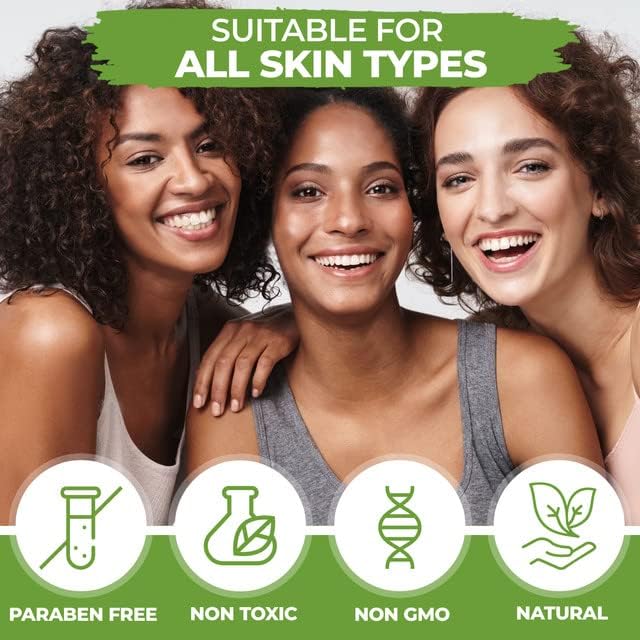 SUITABLE FOR
ALL SKIN TYPES
PARABEN FREE
NON TOXIC
NON GMO
NATURAL